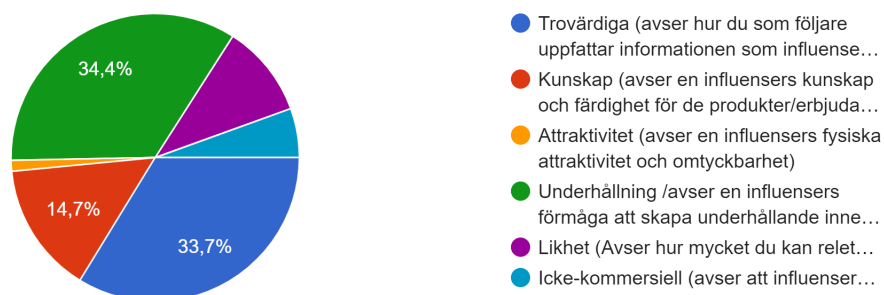 34,4%
14,7%
33,7%
Trovärdiga (avser hur du som följare
uppfattar informationen som influense…
Kunskap (avser en influensers kunskap
och färdighet för de produkter/erbjuda…
Attraktivitet (avser en influensers fysiska
attraktivitet och omtyckbarhet)
Underhållning /avser en influensers
förmåga att skapa underhållande inne…
Likhet (Avser hur mycket du kan relet…
Icke-kommersiell (avser att influenser…